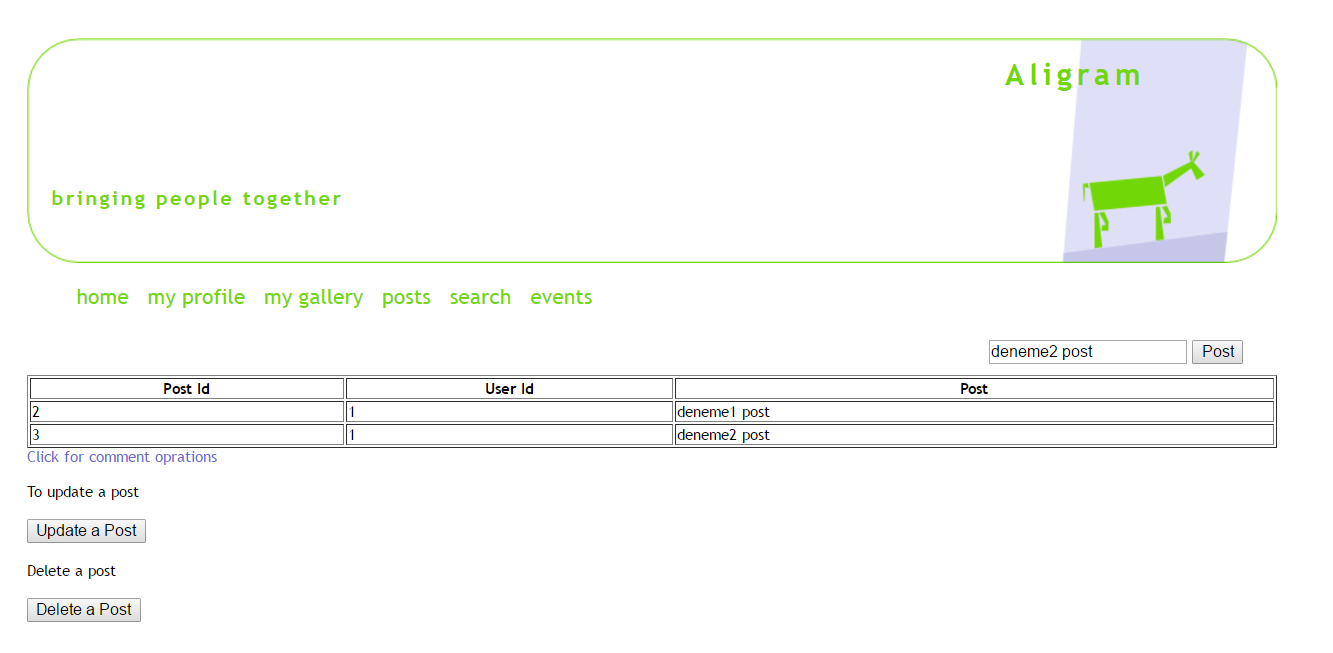 Aligram
bringing people together
home my profile my gallery posts search events
deneme2 post Post
Post Id User Id Post
2 1 deneme1 post
3 1 deneme2 post
Click for comment oprations
To update a post
Update a Post
Delete a post
Delete a Post